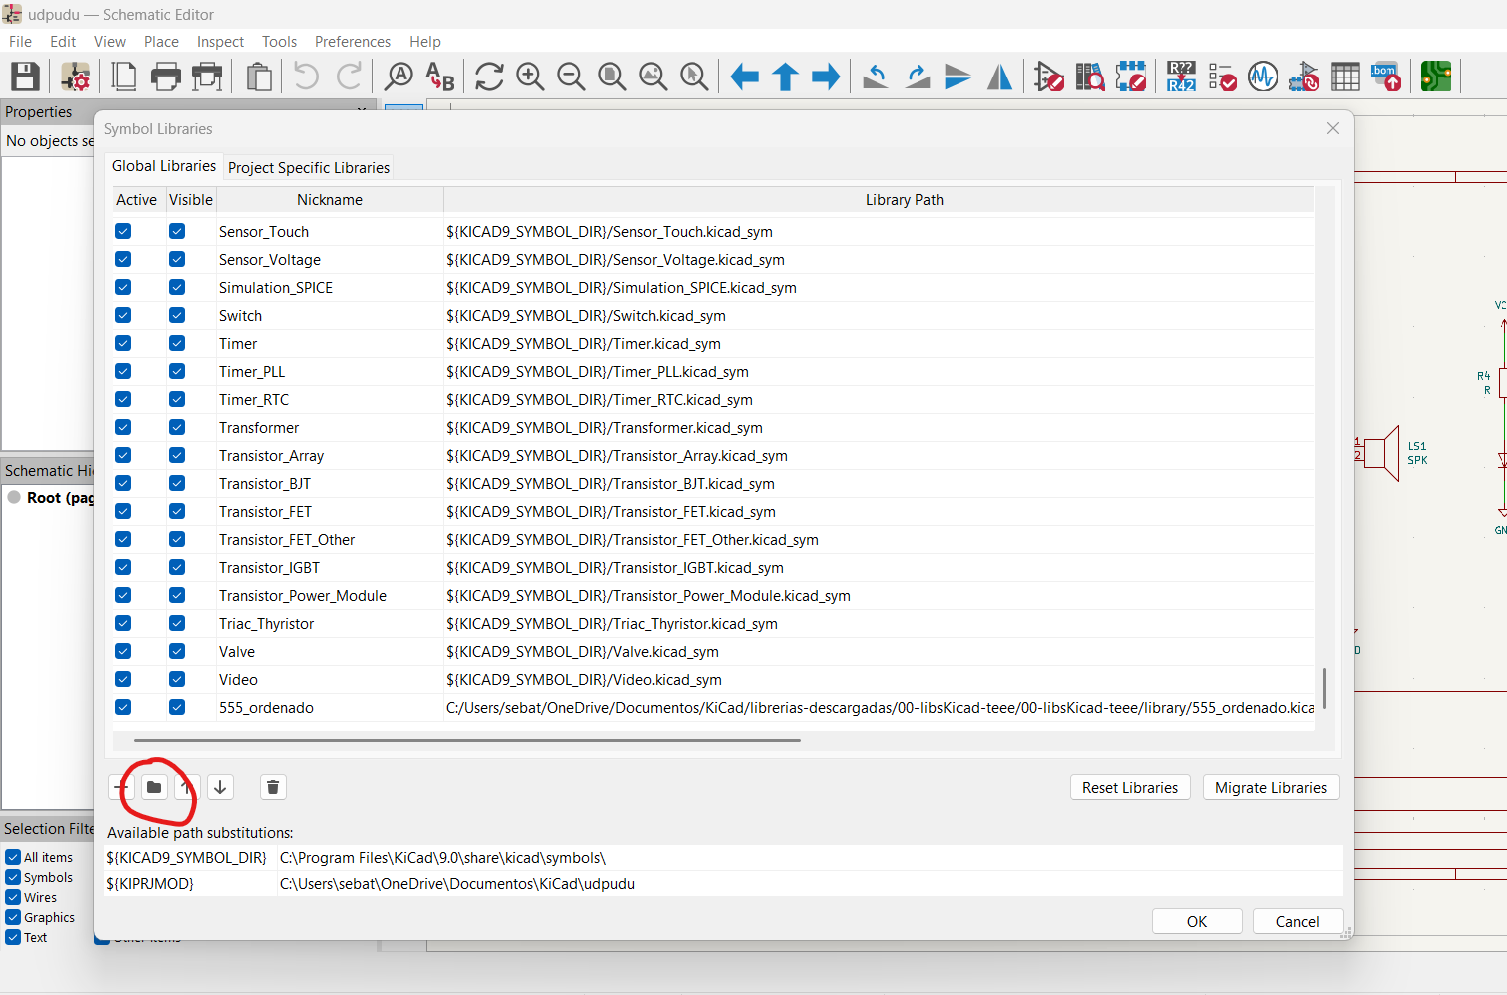 udpudu — Schematic Editor
File Edit View Place Inspect Tools Preferences Help
A
A B
R??
R42
.bom
Properties
No objects se
Symbol Libraries
Global Libraries Project Specific Libraries
Active Visible Nickname Library Path
Sensor_Touch ${KICAD9_SYMBOL_DIR}/Sensor_Touch.kicad_sym
Sensor_Voltage ${KICAD9_SYMBOL_DIR}/Sensor_Voltage.kicad_sym
Simulation_SPICE ${KICAD9_SYMBOL_DIR}/Simulation_SPICE.kicad_sym
Switch ${KICAD9_SYMBOL_DIR}/Switch.kicad_sym
Timer ${KICAD9_SYMBOL_DIR}/Timer.kicad_sym
Timer_PLL ${KICAD9_SYMBOL_DIR}/Timer_PLL.kicad_sym
Timer_RTC ${KICAD9_SYMBOL_DIR}/Timer_RTC.kicad_sym
Transformer ${KICAD9_SYMBOL_DIR}/Transformer.kicad_sym
Transistor_Array ${KICAD9_SYMBOL_DIR}/Transistor_Array.kicad_sym
Transistor_BJT ${KICAD9_SYMBOL_DIR}/Transistor_BJT.kicad_sym
Transistor_FET ${KICAD9_SYMBOL_DIR}/Transistor_FET.kicad_sym
Transistor_FET_Other ${KICAD9_SYMBOL_DIR}/Transistor_FET_Other.kicad_sym
Transistor_IGBT ${KICAD9_SYMBOL_DIR}/Transistor_IGBT.kicad_sym
Transistor_Power_Module ${KICAD9_SYMBOL_DIR}/Transistor_Power_Module.kicad_sym
Triac_Thyristor ${KICAD9_SYMBOL_DIR}/Triac_Thyristor.kicad_sym
Valve ${KICAD9_SYMBOL_DIR}/Valve.kicad_sym
Video ${KICAD9_SYMBOL_DIR}/Video.kicad_sym
555_ordenado C:/Users/sebat/OneDrive/Documentos/KiCad/librerias-descargadas/00-libsKicad-teee/00-libsKicad-teee/library/555_ordenado.kica
Reset Libraries Migrate Libraries
Available path substitutions:
${KICAD9_SYMBOL_DIR} C:\Program Files\KiCad\9.0\share\kicad\symbols\
${KIPRJMOD} C:\Users\sebat\OneDrive\Documentos\KiCad\udpudu
OK Cancel
Schematic Hi
Root (pag
Selection Filte
All items
Symbols
Wires
Graphics
Text
R4
R
1
2
LS1
SPK
GN